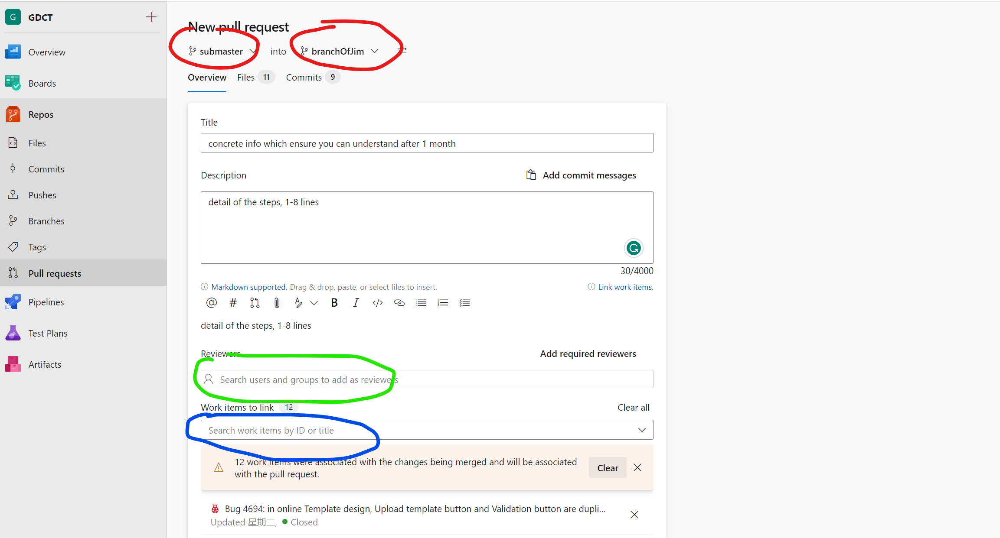 G GDCT
Overview
Boards
Repos
Files
Commits
Pushes
Branches
Tags
Pull requests
Pipelines
Test Plans
Artifacts
New pull request
submaster into branchOfJim
Overview Files 11 Commits 9
Title
concrete info which ensure you can understand after 1 month
Description Add commit messages
detail of the steps, 1-8 lines
30/4000
Markdown supported. Drag & drop, paste, or select files to insert. Link work items.
@ # B I </>
detail of the steps, 1-8 lines
Reviewers Add required reviewers
Search users and groups to add as reviewers
Work items to link 12 Clear all
Search work items by ID or title
12 work items were associated with the changes being merged and will be associated
with the pull request.
Clear
Bug 4694: in online Template design, Upload template button and Validation button are dupli...
Updated 星期二, Closed